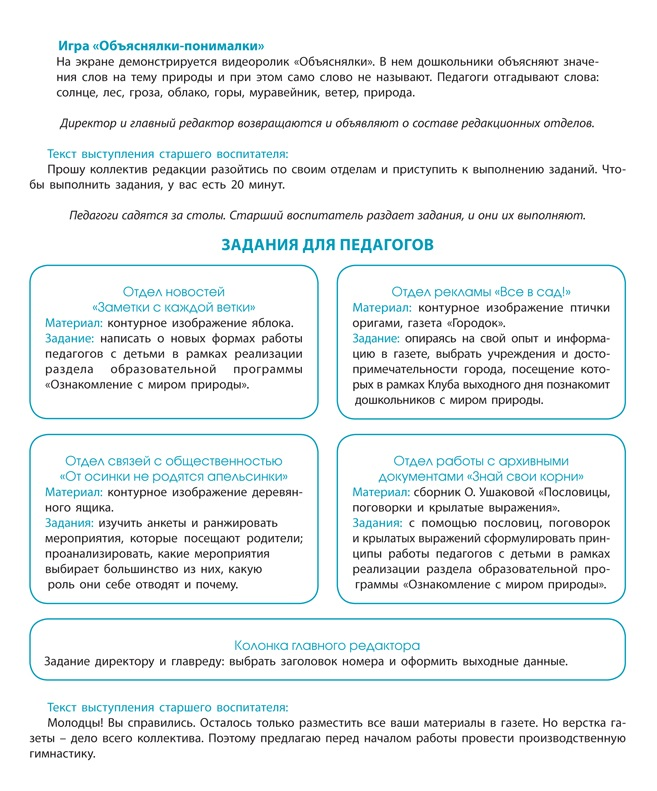 Игра «Объяснялки-понималки»
На экране демонстрируется видеоролик «Объяснялки». В нем дошкольники объясняют значе-
ния слов на тему природы и при этом само слово не называют. Педагоги отгадывают слова:
солнце, лес, гроза, облако, горы, муравейник, ветер, природа.
Директор и главный редактор возвращаются и объявляют о составе редакционных отделов.
Текст выступления старшего воспитателя:
Прошу коллектив редакции разойтись по своим отделам и приступить к выполнению заданий. Что-
бы выполнить задания, у вас есть 20 минут.
Педагоги садятся за столы. Старший воспитатель раздает задания, и они их выполняют.
ЗАДАНИЯ ДЛЯ ПЕДАГОГОВ
Отдел новостей
«Заметки с каждой ветки»
Материал: контурное изображение яблока.
Задание: написать о новых формах работы
педагогов с детьми в рамках реализации
раздела образовательной программы
«Ознакомление с миром природы».
Отдел рекламы «Все в сад!»
Материал: контурное изображение птички
оригами, газета «Городок».
Задание: опираясь на свой опыт и информа-
цию в газете, выбрать учреждения и досто-
примечательности города, посещение кото-
рых в рамках Клуба выходного дня познакомит
дошкольников с миром природы.
Отдел связей с общественностью
«От осинки не родятся апельсинки»
Материал: контурное изображение деревян-
ного ящика.
Задания: изучить анкеты и ранжировать
мероприятия, которые посещают родители;
проанализировать, какие мероприятия
выбирает большинство из них, какую
роль они себе отводят и почему.
Отдел работы с архивными
документами «Знай свои корни»
Материал: сборник О. Ушаковой «Пословицы,
поговорки и крылатые выражения».
Задания: с помощью пословиц, поговорок
и крылатых выражений сформулировать прин-
ципы работы педагогов с детьми в рамках
реализации раздела образовательной про-
граммы «Ознакомление с миром природы».
Колонка главного редактора
Задание директору и главреду: выбрать заголовок номера и оформить выходные данные.
Текст выступления старшего воспитателя:
Молодцы! Вы справились. Осталось только разместить все ваши материалы в газете. Но верстка га-
зеты – дело всего коллектива. Поэтому предлагаю перед началом работы провести производственную
гимнастику.